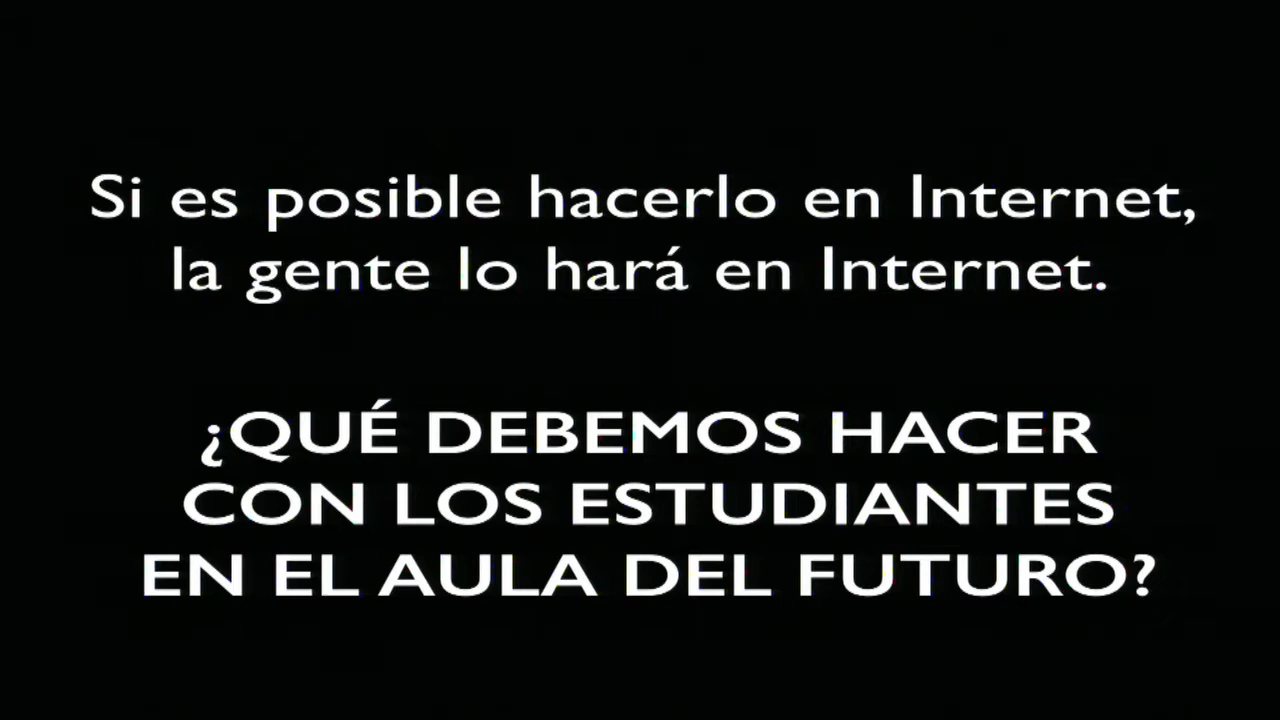 Si es posible hacerlo en Internet,
la gente lo hará en Internet.
¿QUÉ DEBEMOS HACER
CON LOS ESTUDIANTES
EN EL AULA DEL FUTURO?